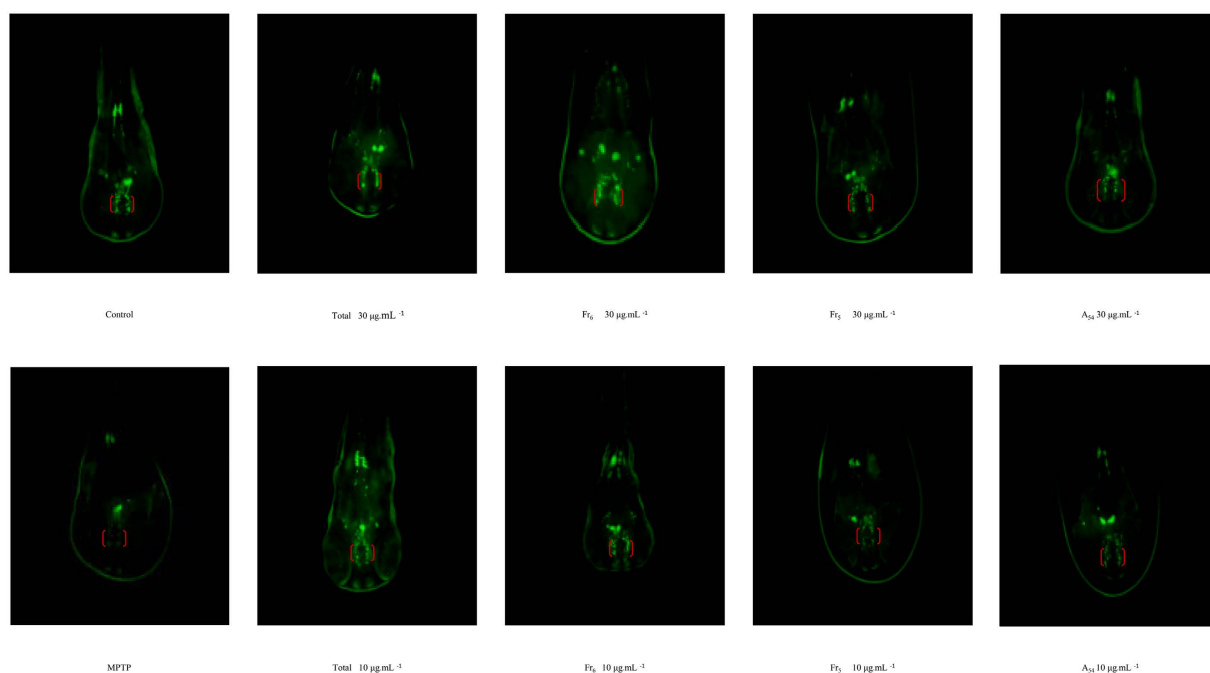 Control
Total 30 μg.mL ⁻¹
Fr₆ 30 μg.mL ⁻¹
Fr₅ 30 μg.mL ⁻¹
A₅₄ 30 μg.mL ⁻¹
MPTP
Total 10 μg.mL ⁻¹
Fr₆ 10 μg.mL ⁻¹
Fr₅ 10 μg.mL ⁻¹
A₅₄ 10 μg.mL ⁻¹